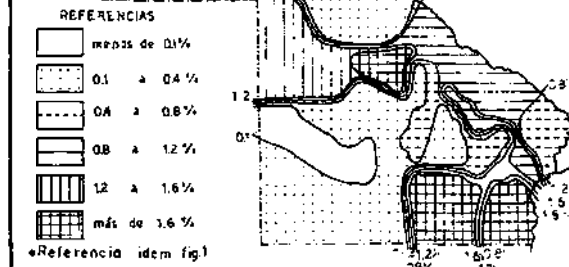 REFERENCIAS
menos de 0.1%
0.1 a 0.4 %
0.4 a 0.8 %
0.8 a 1.2 %
1.2 a 1.6 %
más de 1.6 %
*Referencia idem fig.1
1.2
0.1
0.8